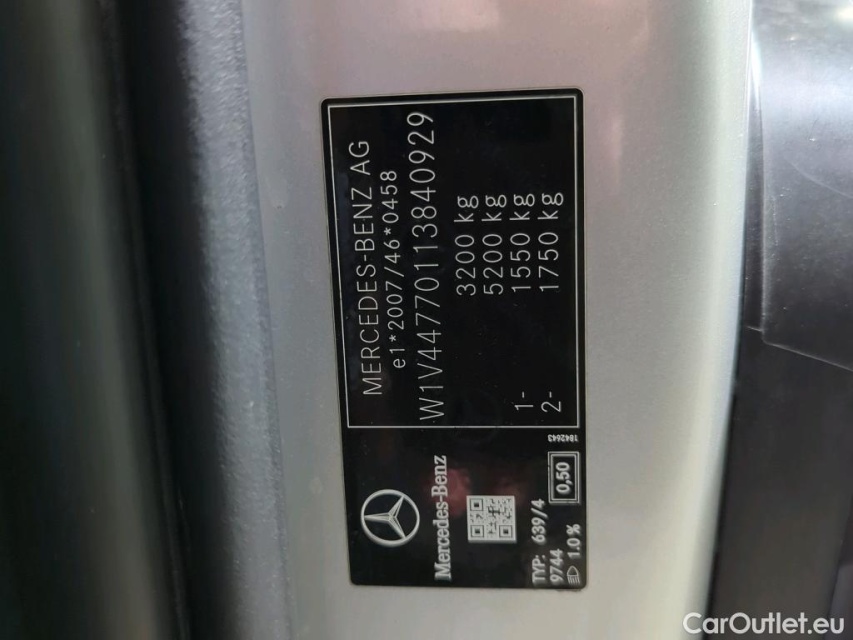 MERCEDES-BENZ AG
e1*2007/46*0458
W1V44770113840929
3200 kg
5200 kg
1- 1550 kg
2- 1750 kg
Mercedes-Benz
1842643
TYP: 639/4
9744
0,50
1.0 %
CarOutlet.eu